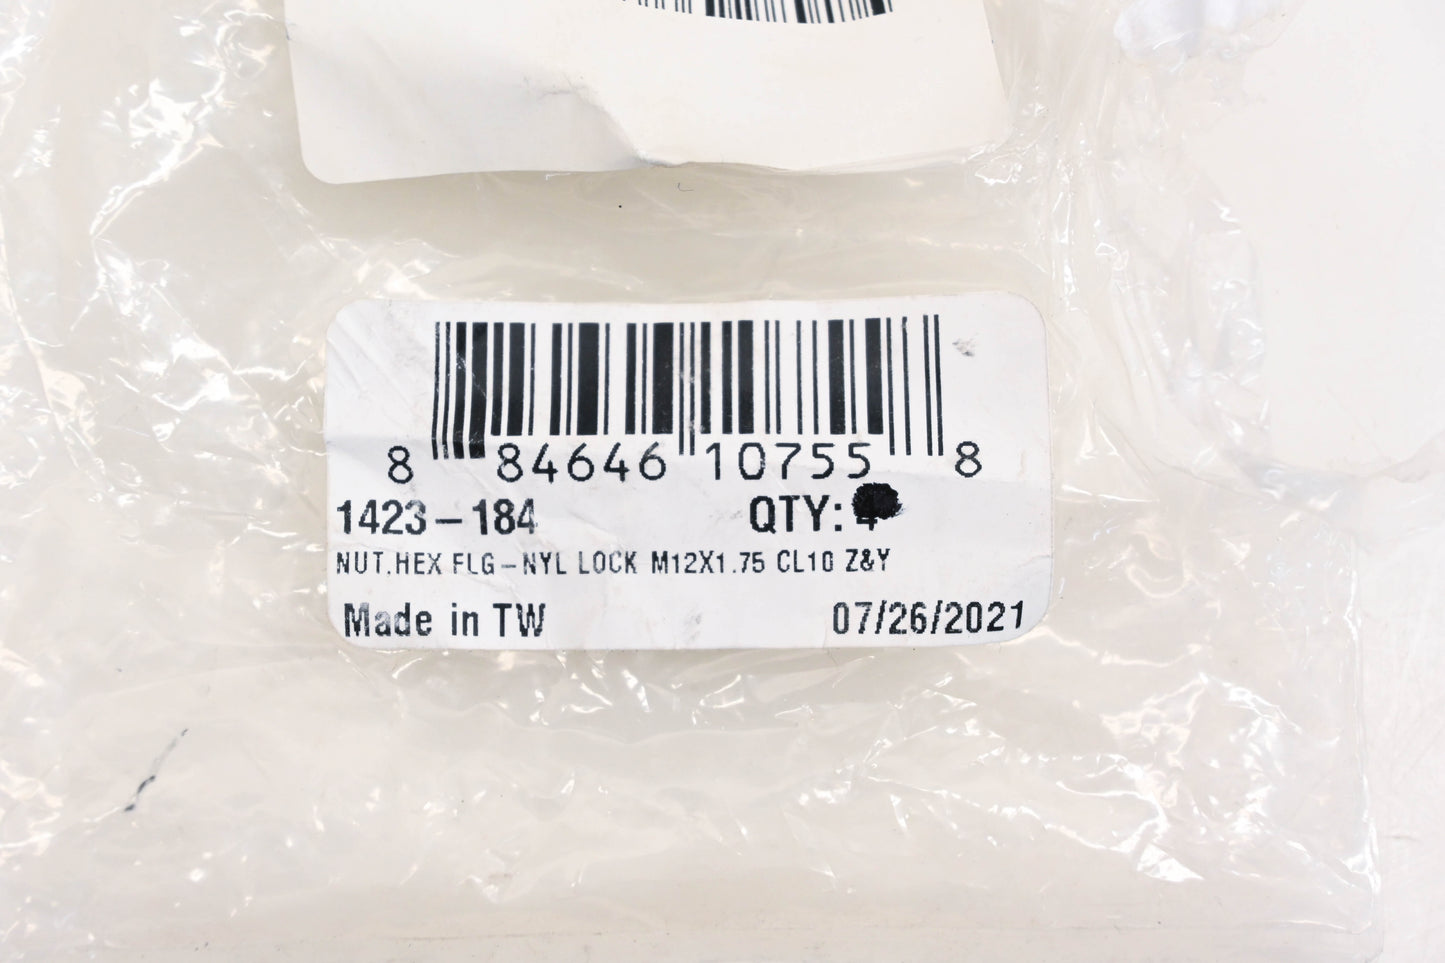 8 84646 10755 8
1423-184 QTY:
NUT,HEX FLG-NYL LOCK M12X1.75 CL10 Z&Y
Made in TW 07/26/2021